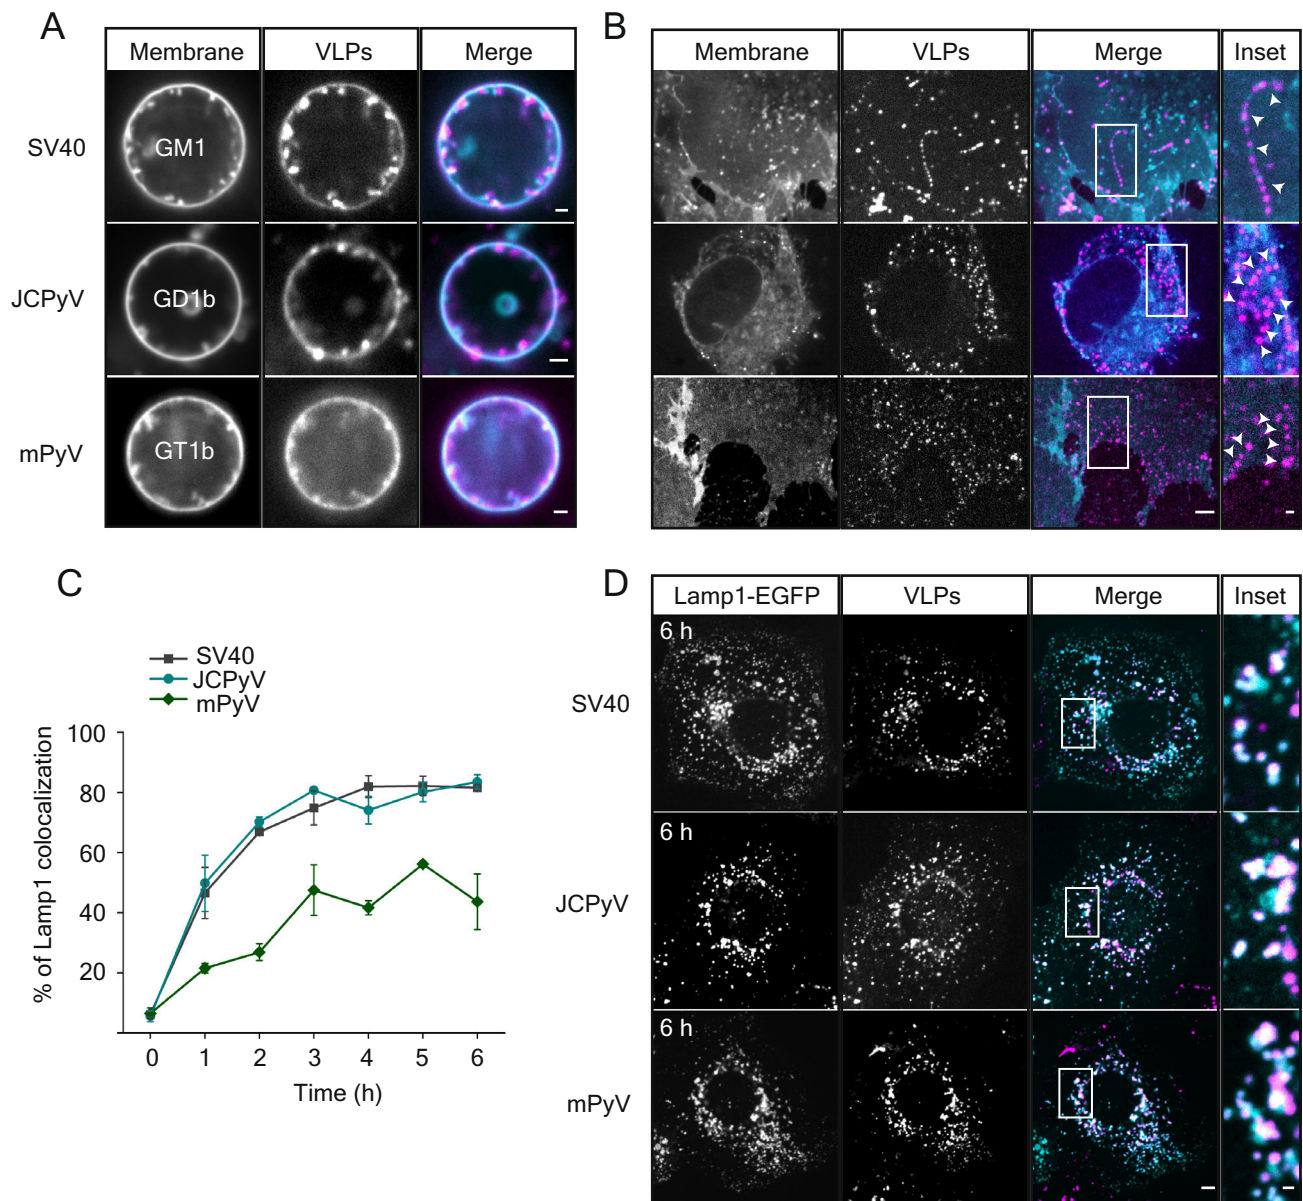 A
Membrane VLPs Merge
SV40 GM1
JCPyV GD1b
mPyV GT1b
B
Membrane VLPs Merge Inset
C
SV40
JCPyV
mPyV
% of Lamp1 colocalization
100
80
60
40
20
0 1 2 3 4 5 6
Time (h)
D
Lamp1-EGFP VLPs Merge Inset
SV40 6 h
JCPyV 6 h
mPyV 6 h